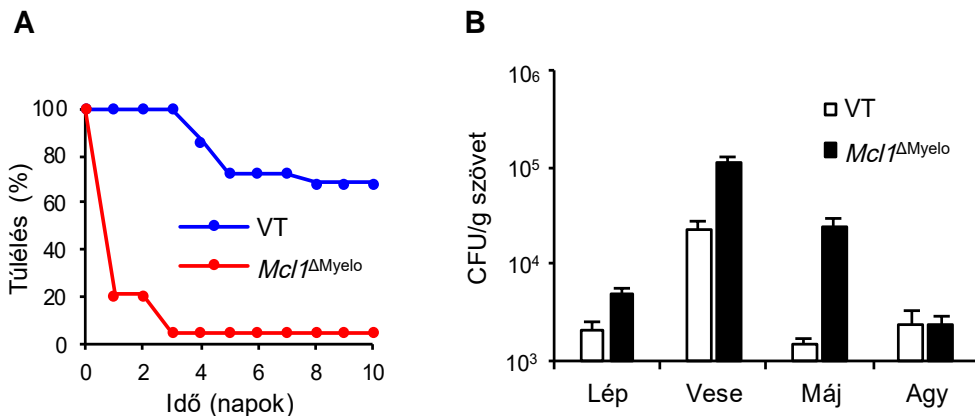 A
Túlélés (%)
100
80
60
40
20
0
VT
Mcl1ΔMyelo
0 2 4 6 8 10
Idő (napok)
B
CFU/g szövet
10⁶
10⁵
10⁴
10³
VT
Mcl1ΔMyelo
Lép Vese Máj Agy